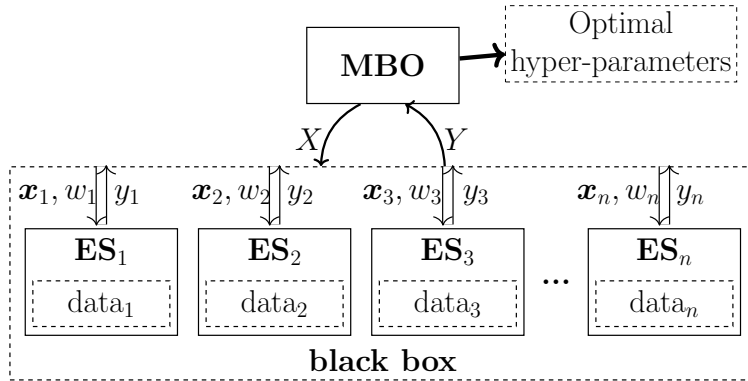 Optimal
hyper-parameters
MBO
X Y
x₁, w₁ y₁ x₂, w₂ y₂ x₃, w₃ y₃ xₙ, wₙ yₙ
ES₁ ES₂ ES₃ ... ESₙ
data₁ data₂ data₃ dataₙ
black box